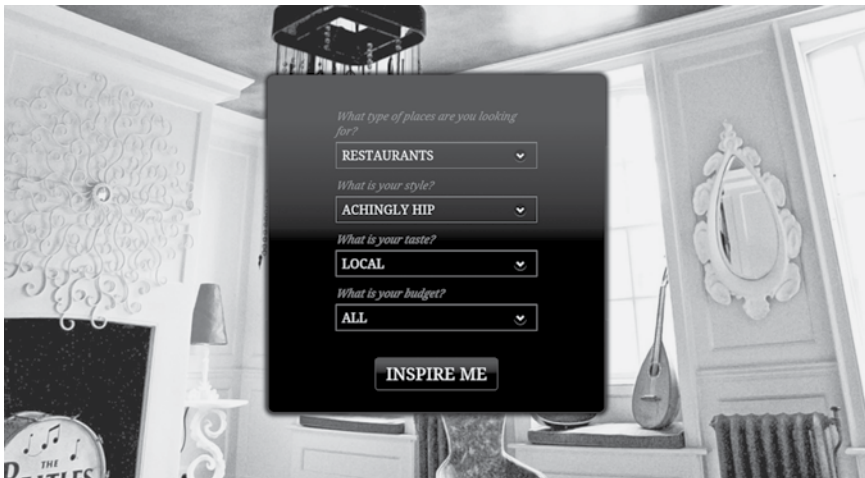 What type of places are you looking
for?
RESTAURANTS
What is your style?
ACHINGLY HIP
What is your taste?
LOCAL
What is your budget?
ALL
INSPIRE ME
THE